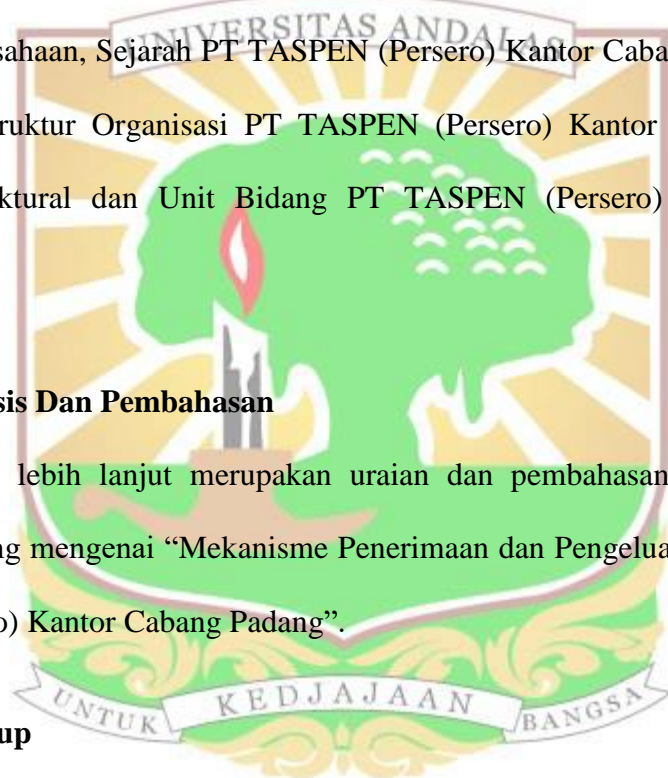 UNIVERSITAS ANDALAS
sahaan, Sejarah PT TASPEN (Persero) Kantor Caba
ruktur Organisasi PT TASPEN (Persero) Kantor
ktural dan Unit Bidang PT TASPEN (Persero)
sis Dan Pembahasan
lebih lanjut merupakan uraian dan pembahasan
ng mengenai “Mekanisme Penerimaan dan Pengelua
o) Kantor Cabang Padang”.
UNTUK KEDJAJAAN BANGSA
up